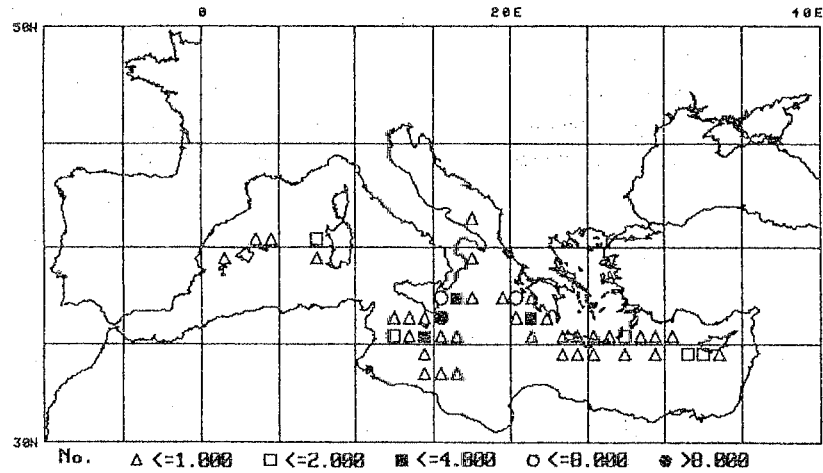 0 20E 40E
50N
30N
No. △ <=1.000 □ <=2.000 ■ <=4.000 ○ <=8.000 ● >8.000